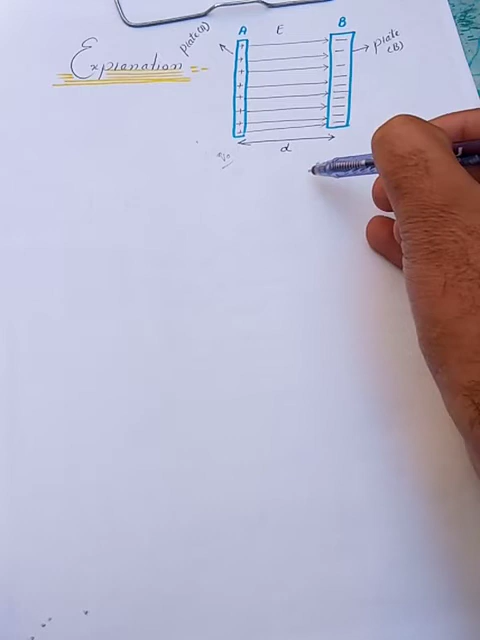 Explanation
plate(A)
A
E
B
plate
(B)
+
+
+
+
+
+
+
+
d